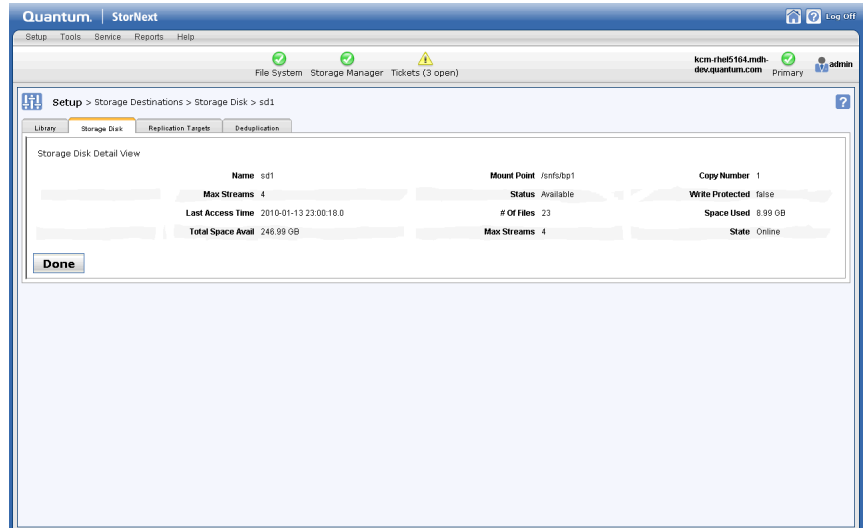 Quantum. | StorNext
Log Off
Setup Tools Service Reports Help
File System Storage Manager Tickets (3 open)
kcm-rhel5164.mdh-
dev.quantum.com
Primary
admin
Setup > Storage Destinations > Storage Disk > sd1
?
Library Storage Disk Replication Targets Deduplication
Storage Disk Detail View
Name sd1 Mount Point /snfs/bp1 Copy Number 1
Max Streams 4 Status Available Write Protected false
Last Access Time 2010-01-13 23:00:18.0 # Of Files 23 Space Used 8.99 GB
Total Space Avail 246.99 GB Max Streams 4 State Online
Done